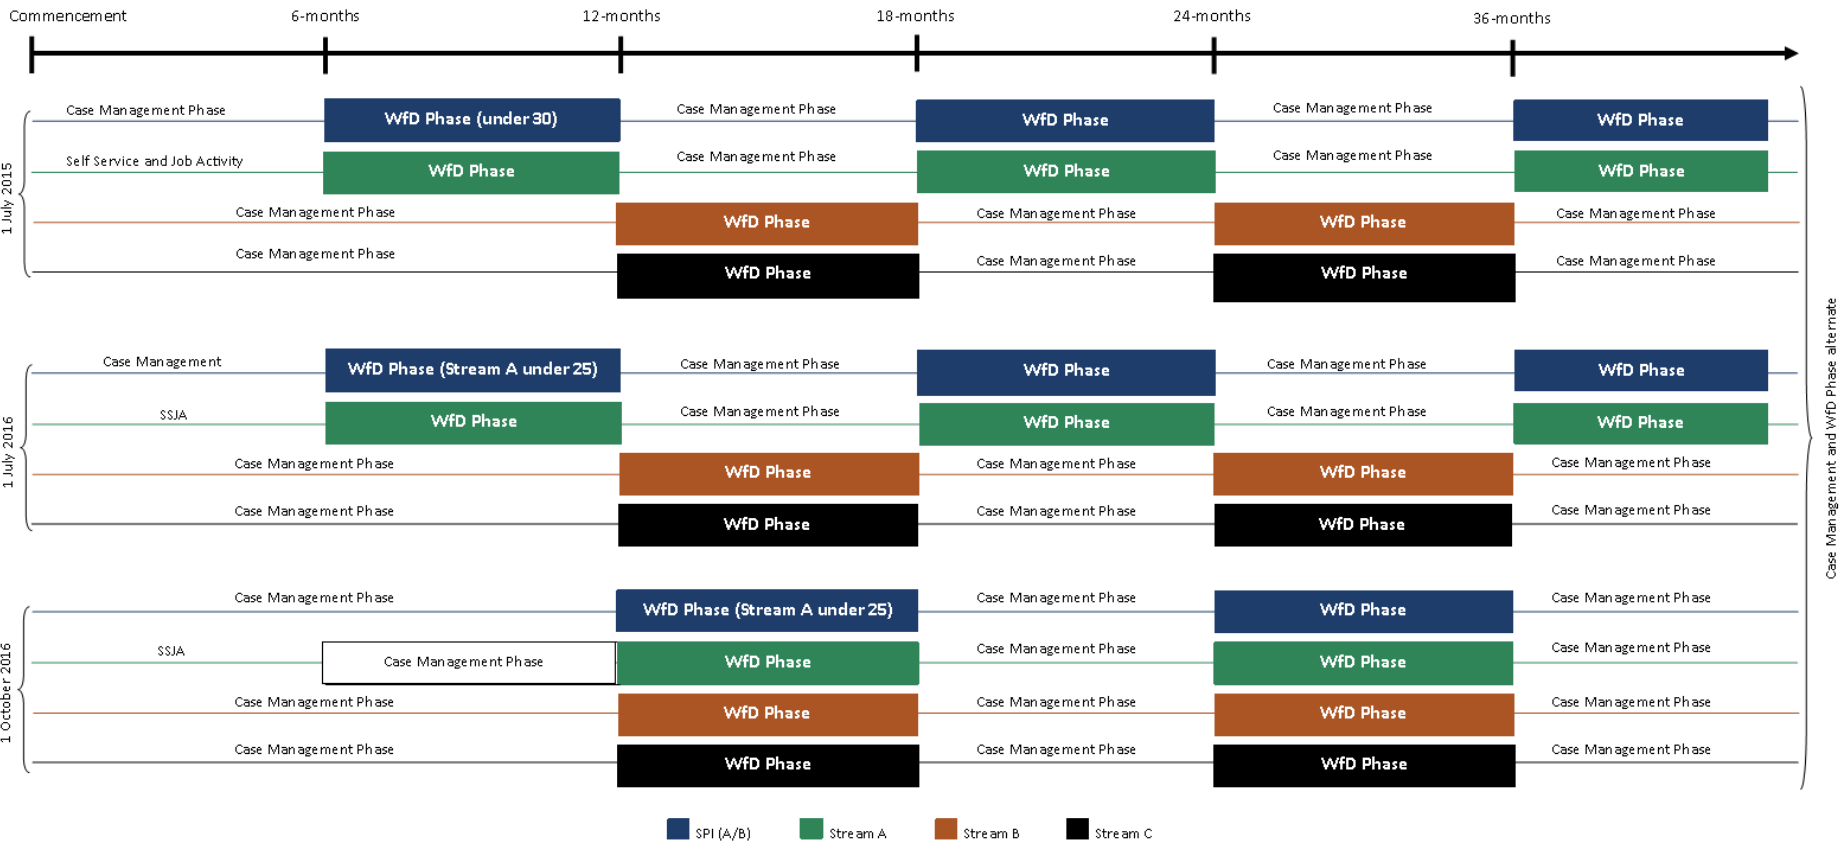 Commencement 6-months 12-months 18-months 24-months 36-months
1 July 2015
Case Management Phase WfD Phase (under 30) Case Management Phase WfD Phase Case Management Phase WfD Phase
Self Service and Job Activity WfD Phase Case Management Phase WfD Phase Case Management Phase WfD Phase
Case Management Phase WfD Phase Case Management Phase WfD Phase Case Management Phase
Case Management Phase WfD Phase Case Management Phase WfD Phase Case Management Phase
1 July 2016
Case Management WfD Phase (Stream A under 25) Case Management Phase WfD Phase Case Management Phase WfD Phase
SSJA WfD Phase Case Management Phase WfD Phase Case Management Phase WfD Phase
Case Management Phase WfD Phase Case Management Phase WfD Phase Case Management Phase
Case Management Phase WfD Phase Case Management Phase WfD Phase Case Management Phase
1 October 2016
Case Management Phase WfD Phase (Stream A under 25) Case Management Phase WfD Phase Case Management Phase
SSJA Case Management Phase WfD Phase Case Management Phase WfD Phase Case Management Phase
Case Management Phase WfD Phase Case Management Phase WfD Phase Case Management Phase
Case Management Phase WfD Phase Case Management Phase WfD Phase Case Management Phase
Case Management and WfD Phase alternate
SPI (A/B) Stream A Stream B Stream C